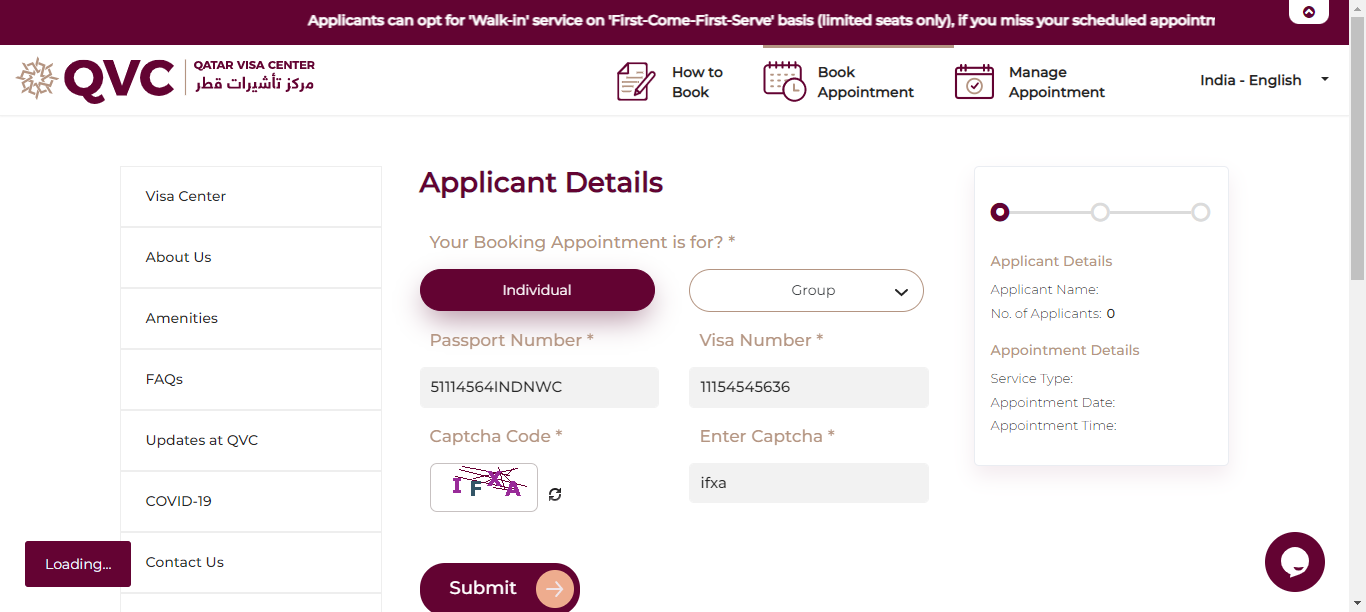 Applicants can opt for 'Walk-in' service on 'First-Come-First-Serve' basis (limited seats only), if you miss your scheduled appointm
QVC
QATAR VISA CENTER
مركز تأشيرات قطر
How to
Book
Book
Appointment
Manage
Appointment
India - English
Visa Center
About Us
Amenities
FAQs
Updates at QVC
COVID-19
Contact Us
Loading...
Applicant Details
Your Booking Appointment is for? *
Individual
Group
Passport Number *
Visa Number *
51114564INDNWC
11154545636
Captcha Code *
Enter Captcha *
IFXA
ifxa
Submit
Applicant Details
Applicant Name:
No. of Applicants: 0
Appointment Details
Service Type:
Appointment Date:
Appointment Time: